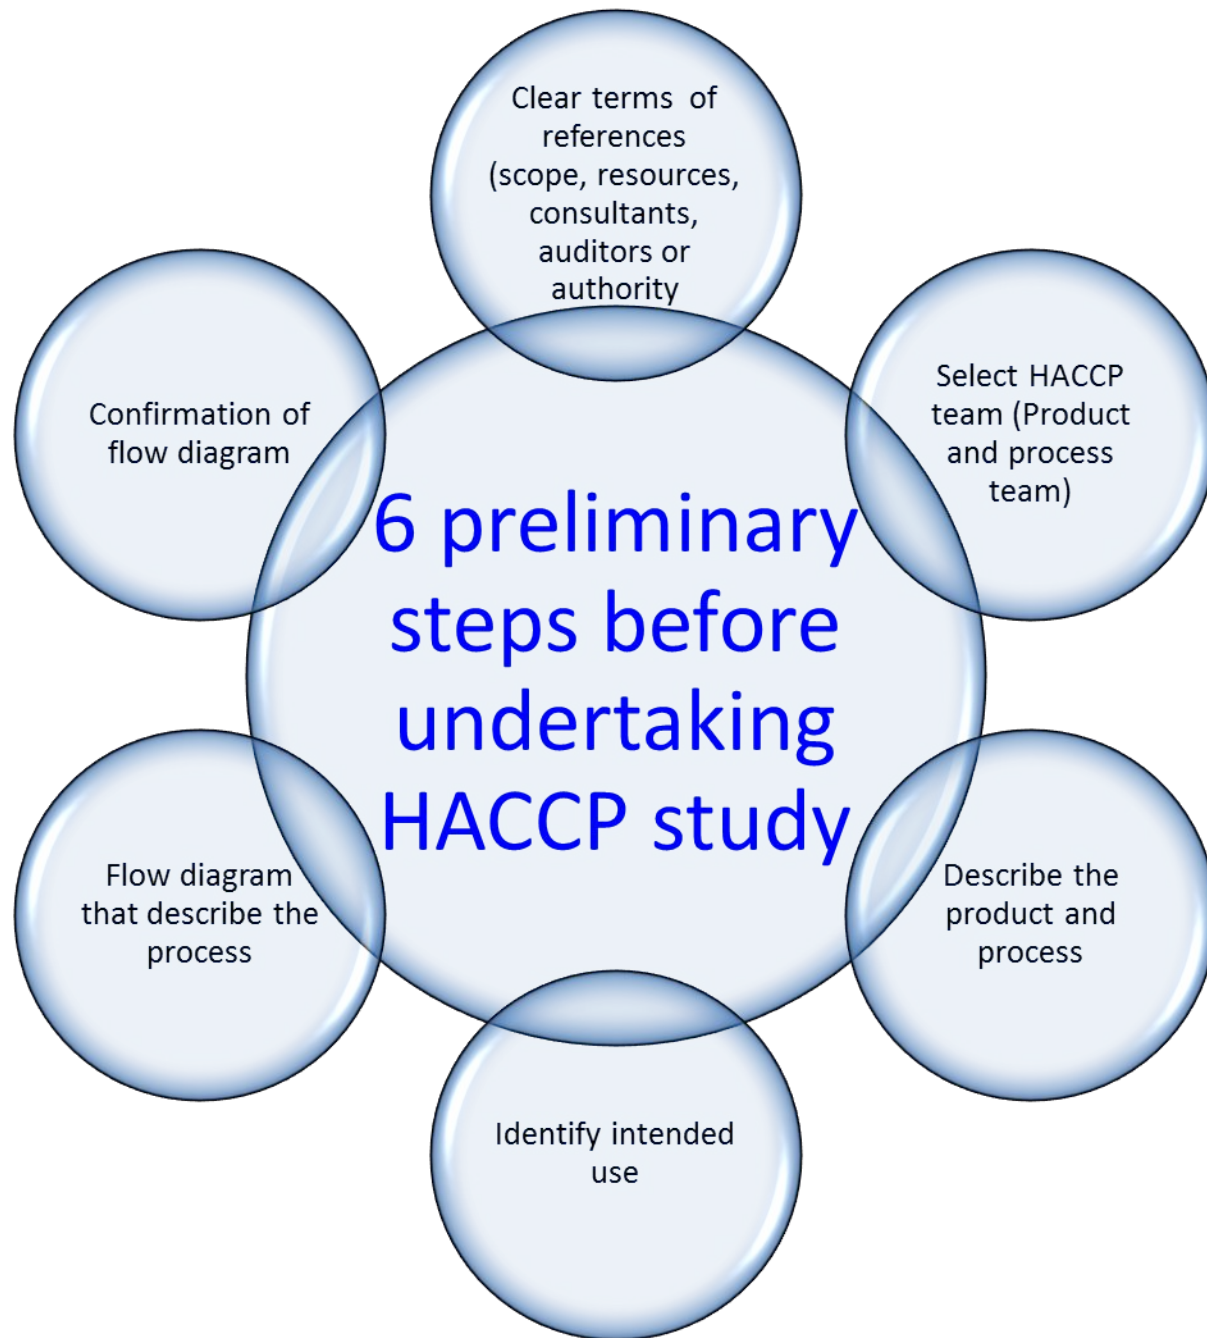 Clear terms of
references
(scope, resources,
consultants,
auditors or
authority
Select HACCP
team (Product
and process
team)
Describe the
product and
process
Identify intended
use
Flow diagram
that describe the
process
Confirmation of
flow diagram
6 preliminary
steps before
undertaking
HACCP study